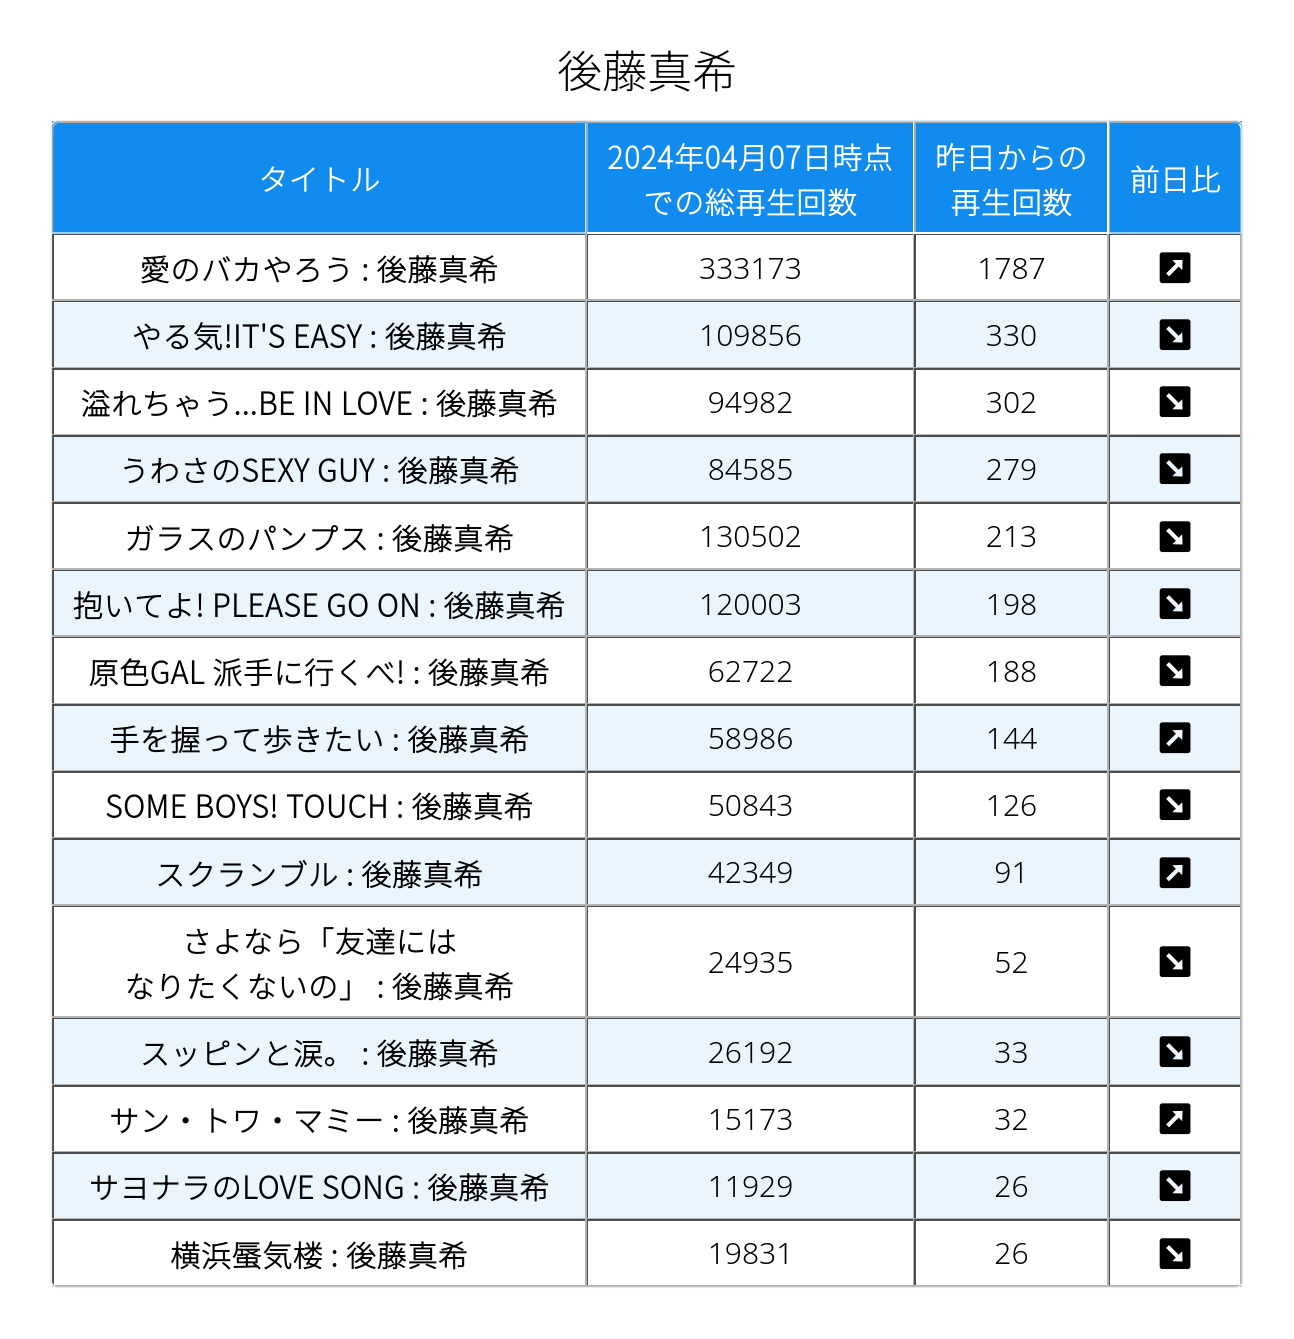 後藤真希
タイトル
2024年04月07日時点
での総再生回数
昨日からの
再生回数
前日比
愛のバカやろう : 後藤真希 333173 1787
やる気!IT'S EASY : 後藤真希 109856 330
溢れちゃう...BE IN LOVE : 後藤真希 94982 302
うわさのSEXY GUY : 後藤真希 84585 279
ガラスのパンプス : 後藤真希 130502 213
抱いてよ! PLEASE GO ON : 後藤真希 120003 198
原色GAL 派手に行くべ! : 後藤真希 62722 188
手を握って歩きたい : 後藤真希 58986 144
SOME BOYS! TOUCH : 後藤真希 50843 126
スクランブル : 後藤真希 42349 91
さよなら「友達には
なりたくないの」 : 後藤真希 24935 52
スッピンと涙。 : 後藤真希 26192 33
サン・トワ・マミー : 後藤真希 15173 32
サヨナラのLOVE SONG : 後藤真希 11929 26
横浜蜃気楼 : 後藤真希 19831 26